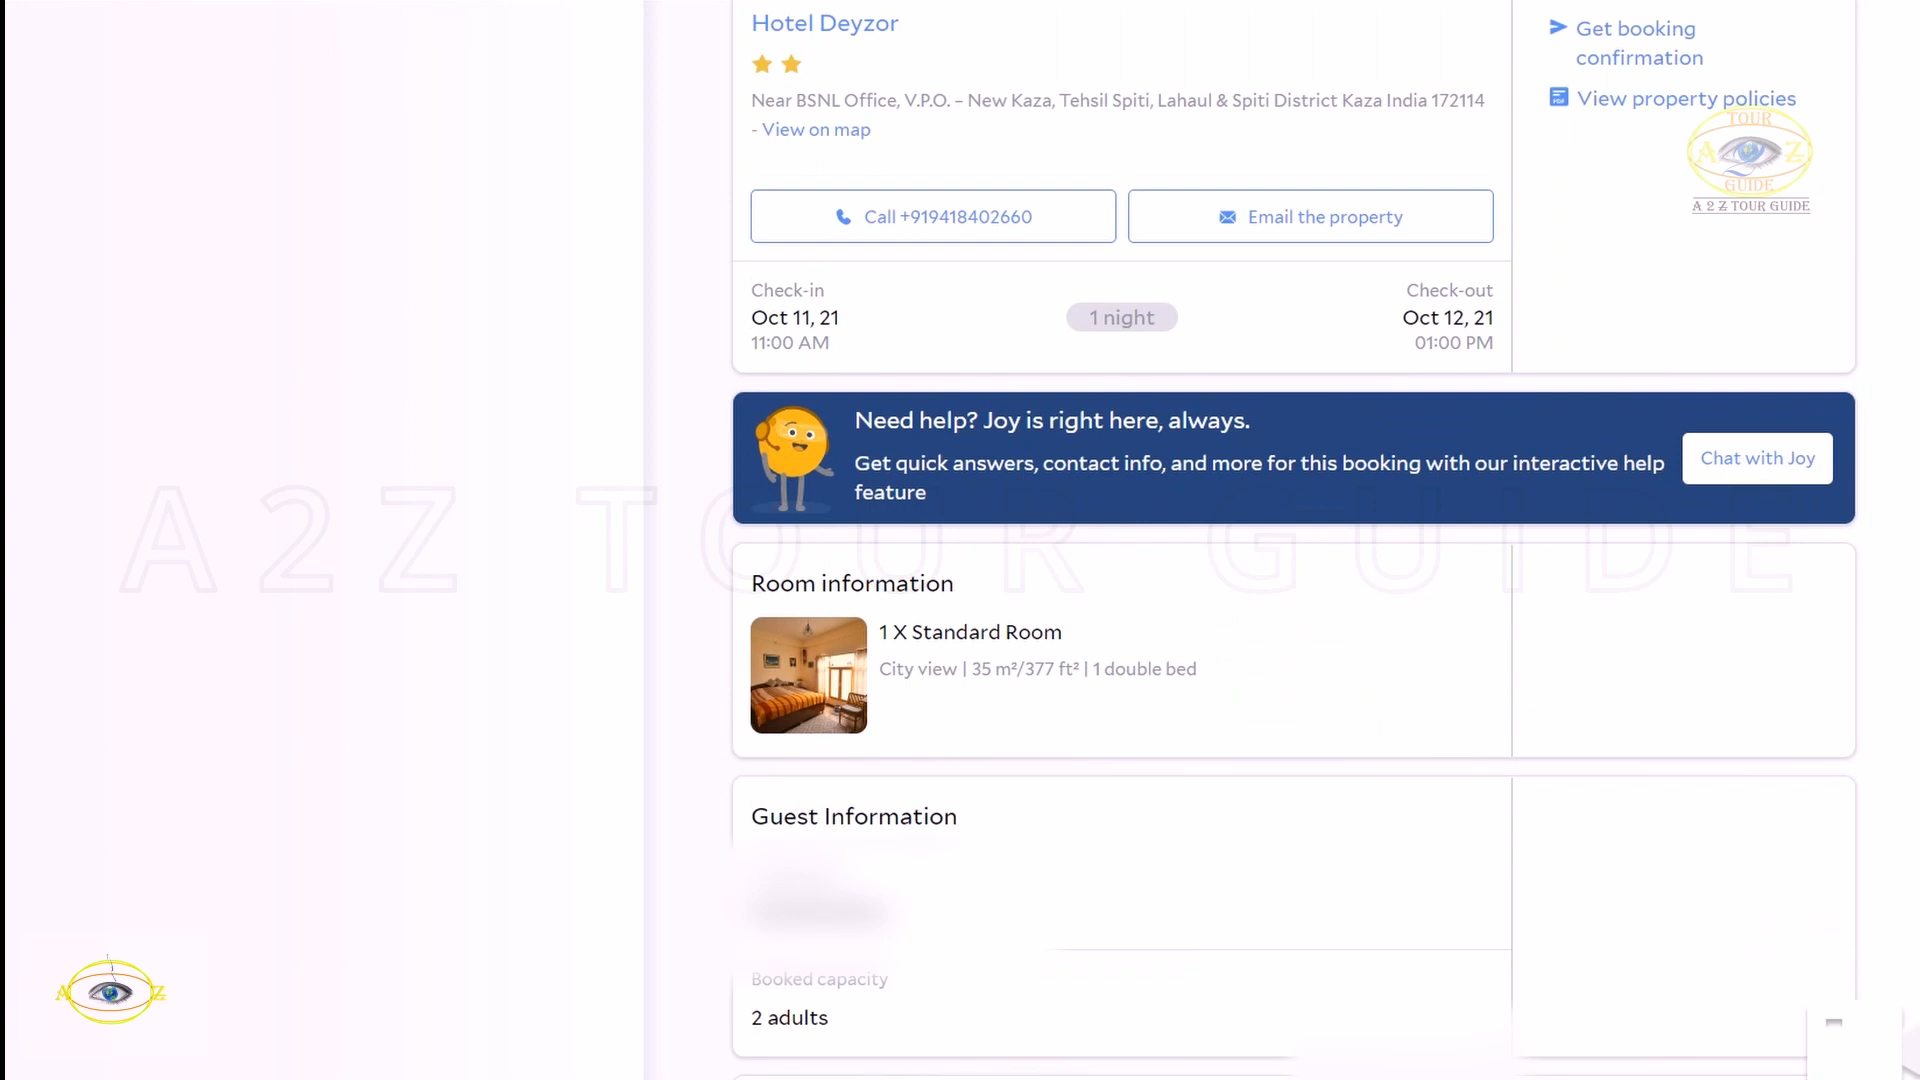 Hotel Deyzor
Near BSNL Office, V.P.O. – New Kaza, Tehsil Spiti, Lahaul & Spiti District Kaza India 172114
- View on map
Call +919418402660
Email the property
Check-in
Oct 11, 21
11:00 AM
1 night
Check-out
Oct 12, 21
01:00 PM
Get booking
confirmation
View property policies
TOUR
A Z
GUIDE
A 2 Z TOUR GUIDE
Need help? Joy is right here, always.
Get quick answers, contact info, and more for this booking with our interactive help
feature
Chat with Joy
A2Z TOUR GUIDE
Room information
1 X Standard Room
City view | 35 m²/377 ft² | 1 double bed
Guest Information
Booked capacity
2 adults
A Z